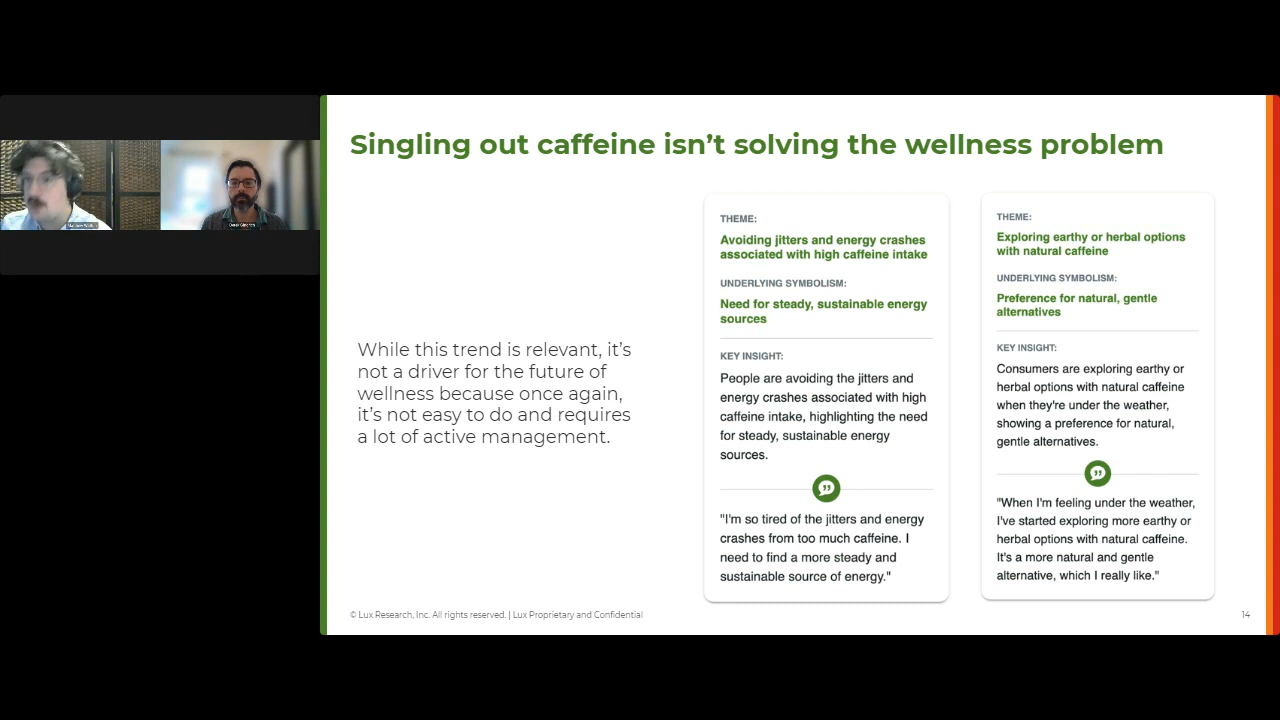 Singling out caffeine isn't solving the wellness problem
While this trend is relevant, it's
not a driver for the future of
wellness because once again,
it's not easy to do and requires
a lot of active management.
THEME:
Avoiding jitters and energy crashes
associated with high caffeine intake
UNDERLYING SYMBOLISM:
Need for steady, sustainable energy
sources
KEY INSIGHT:
People are avoiding the jitters and
energy crashes associated with high
caffeine intake, highlighting the need
for steady, sustainable energy
sources.
"I'm so tired of the jitters and energy
crashes from too much caffeine. I
need to find a more steady and
sustainable source of energy."
THEME:
Exploring earthy or herbal options
with natural caffeine
UNDERLYING SYMBOLISM:
Preference for natural, gentle
alternatives
KEY INSIGHT:
Consumers are exploring earthy or
herbal options with natural caffeine
when they're under the weather,
showing a preference for natural,
gentle alternatives.
"When I'm feeling under the weather,
I've started exploring more earthy or
herbal options with natural caffeine.
It's a more natural and gentle
alternative, which I really like."
© Lux Research, Inc. All rights reserved. | Lux Proprietary and Confidential
14